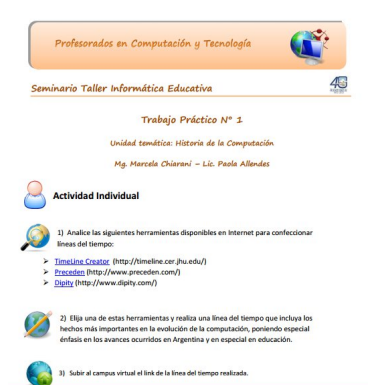 Profesorados en Computación y Tecnología
Seminario Taller Informática Educativa
Trabajo Práctico N° 1
Unidad temática: Historia de la Computación
Mg. Marcela Chiarani – Lic. Paola Allendes
Actividad Individual
1) Analice las siguientes herramientas disponibles en Internet para confeccionar
líneas del tiempo:
➢ TimeLine Creator (http://timeline.cer.jhu.edu/)
➢ Preceden (http://www.preceden.com/)
➢ Dipity (http://www.dipity.com/)
2) Elija una de estas herramientas y realiza una línea del tiempo que incluya los
hechos más importantes en la evolución de la computación, poniendo especial
énfasis en los avances ocurridos en Argentina y en especial en educación.
3) Subir al campus virtual el link de la línea del tiempo realizada.